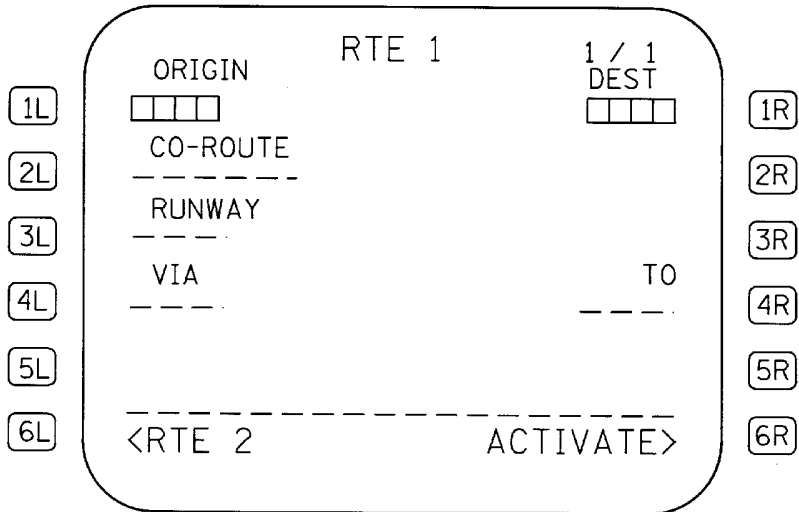 RTE 1 1 / 1
ORIGIN DEST
1L 1R
CO-ROUTE
2L 2R
RUNWAY
3L 3R
VIA TO
4L 4R
5L 5R
6L <RTE 2 ACTIVATE> 6R